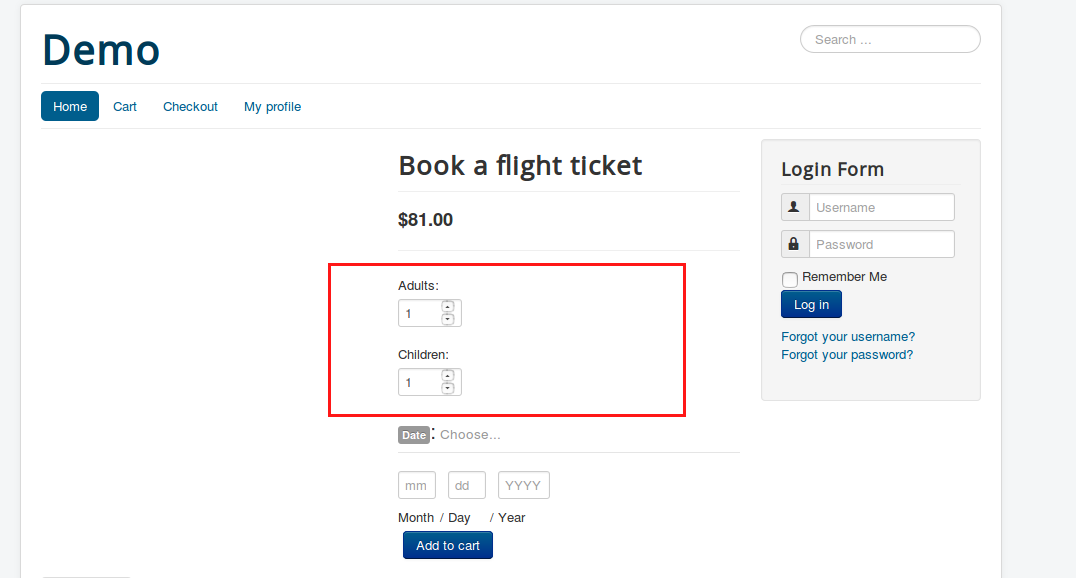 Demo
Search ...
Home Cart Checkout My profile
Book a flight ticket
$81.00
Adults:
1
Children:
1
Date : Choose...
mm dd YYYY
Month / Day / Year
Add to cart
Login Form
Username
Password
Remember Me
Log in
Forgot your username?
Forgot your password?